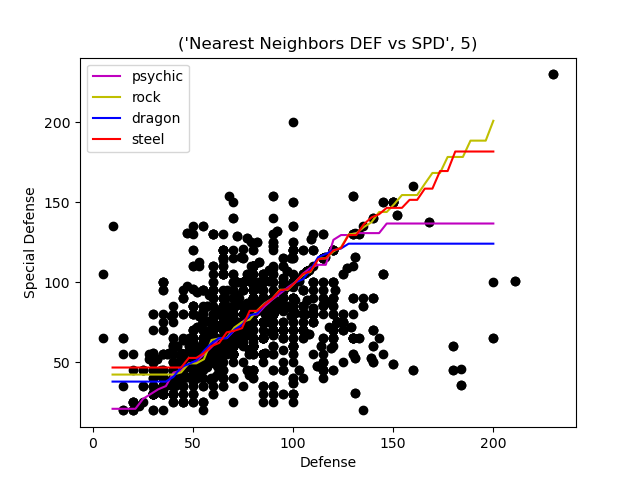 ('Nearest Neighbors DEF vs SPD', 5)
psychic
rock
dragon
steel
200
150
100
50
Special Defense
0 50 100 150 200
Defense